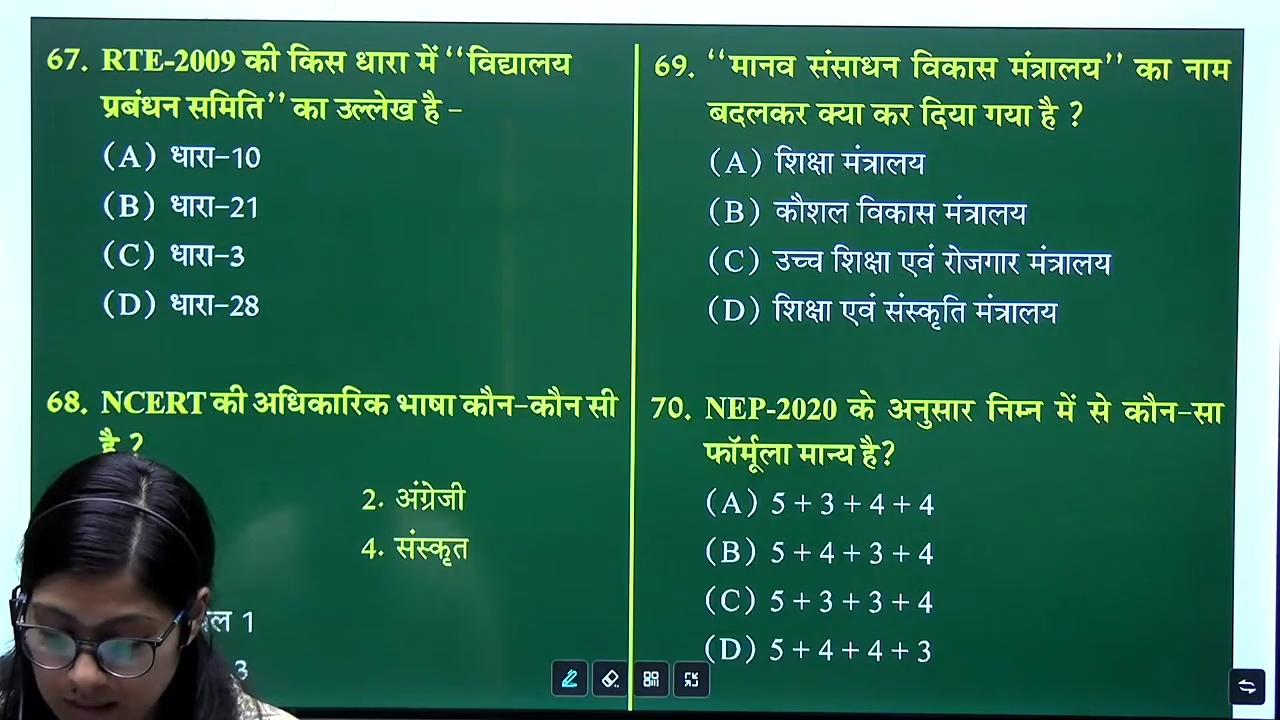 67. RTE-2009 की किस धारा में ‘‘विद्यालय
प्रबंधन समिति’’ का उल्लेख है –
(A) धारा-10
(B) धारा-21
(C) धारा-3
(D) धारा-28
68. NCERT की अधिकारिक भाषा कौन-कौन सी
है ?
2. अंग्रेजी
4. संस्कृत
1
3
69. ‘‘मानव संसाधन विकास मंत्रालय’’ का नाम
बदलकर क्या कर दिया गया है ?
(A) शिक्षा मंत्रालय
(B) कौशल विकास मंत्रालय
(C) उच्च शिक्षा एवं रोजगार मंत्रालय
(D) शिक्षा एवं संस्कृति मंत्रालय
70. NEP-2020 के अनुसार निम्न में से कौन-सा
फॉर्मूला मान्य है?
(A) 5 + 3 + 4 + 4
(B) 5 + 4 + 3 + 4
(C) 5 + 3 + 3 + 4
(D) 5 + 4 + 4 + 3